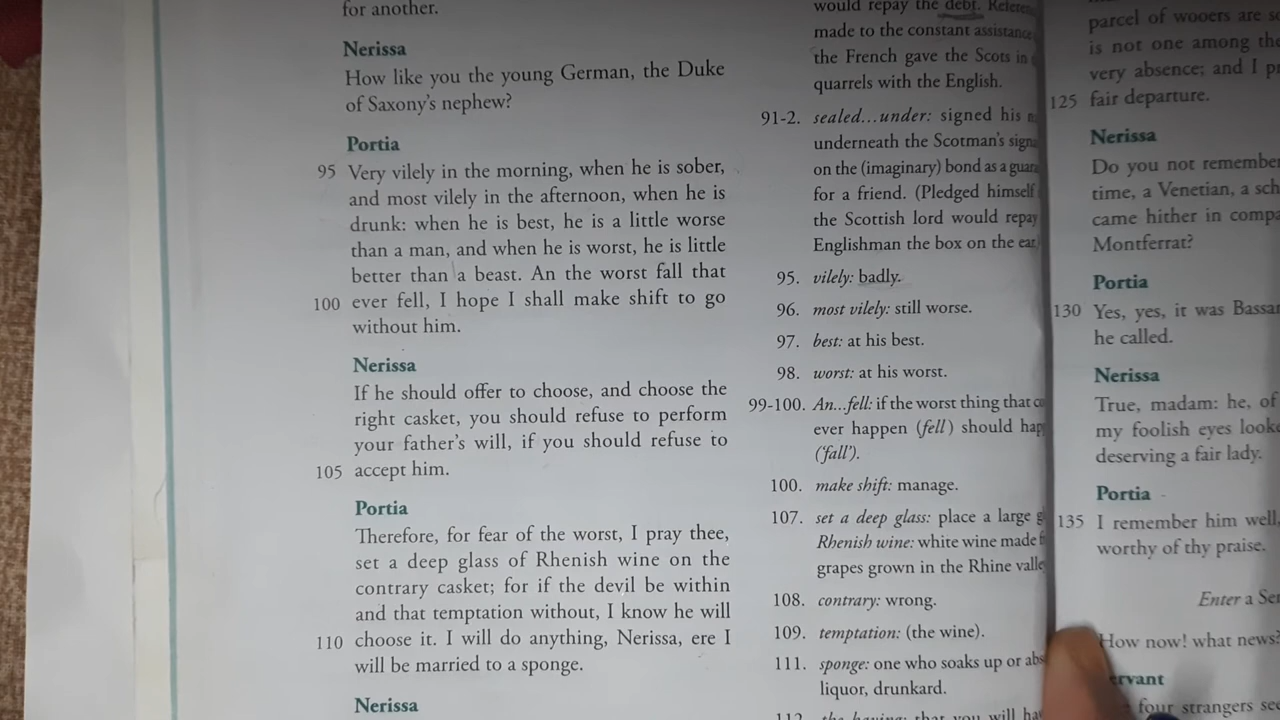 for another.
Nerissa
How like you the young German, the Duke
of Saxony's nephew?
Portia
95 Very vilely in the morning, when he is sober,
and most vilely in the afternoon, when he is
drunk: when he is best, he is a little worse
than a man, and when he is worst, he is little
better than a beast. An the worst fall that
100 ever fell, I hope I shall make shift to go
without him.
Nerissa
If he should offer to choose, and choose the
right casket, you should refuse to perform
your father's will, if you should refuse to
105 accept him.
Portia
Therefore, for fear of the worst, I pray thee,
set a deep glass of Rhenish wine on the
contrary casket; for if the devil be within
and that temptation without, I know he will
110 choose it. I will do anything, Nerissa, ere I
will be married to a sponge.
Nerissa
would repay the debt.
made to the constant assistance
the French gave the Scots in
quarrels with the English.
91-2. sealed...under: signed his
underneath the Scotman's
on the (imaginary) bond as a
for a friend. (Pledged himself
the Scottish lord would repay
Englishman the box on the ear
95. vilely: badly.
96. most vilely: still worse.
97. best: at his best.
98. worst: at his worst.
99-100. An...fell: if the worst thing that
ever happen (fell) should
('fall').
100. make shift: manage.
107. set a deep glass: place a large
Rhenish wine: white wine made
grapes grown in the Rhine
108. contrary: wrong.
109. temptation: (the wine).
111. sponge: one who soaks up or
liquor, drunkard.
112. the having: that you will
parcel of wooers are
is not one among the
very absence; and I
125 fair departure.
Nerissa
Do you not remember
time, a Venetian, a
came hither in
Montferrat?
Portia
130 Yes, yes, it was
he called.
Nerissa
True, madam: he, of
my foolish eyes
deserving a fair lady.
Portia
135 I remember him well,
worthy of thy praise.
Enter a
How now! what news?
four strangers